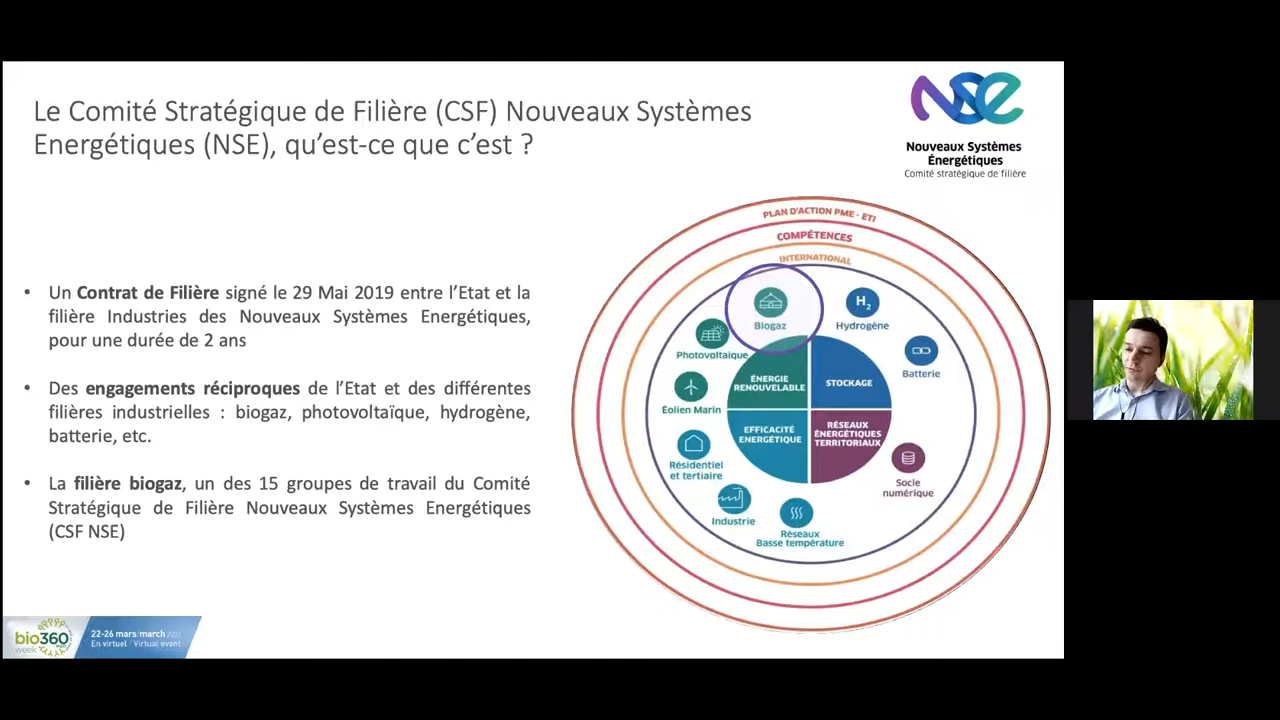 Le Comité Stratégique de Filière (CSF) Nouveaux Systèmes
Energétiques (NSE), qu’est-ce que c’est ?
NSE
Nouveaux Systèmes
Énergétiques
Comité stratégique de filière
• Un Contrat de Filière signé le 29 Mai 2019 entre l’Etat et la
filière Industries des Nouveaux Systèmes Energétiques,
pour une durée de 2 ans
• Des engagements réciproques de l’Etat et des différentes
filières industrielles : biogaz, photovoltaïque, hydrogène,
batterie, etc.
• La filière biogaz, un des 15 groupes de travail du Comité
Stratégique de Filière Nouveaux Systèmes Energétiques
(CSF NSE)
PLAN D'ACTION PME - ETI
COMPÉTENCES
INTERNATIONAL
Biogaz
H2
Hydrogène
Photovoltaïque
Batterie
Éolien Marin
ÉNERGIE
RENOUVELABLE
STOCKAGE
EFFICACITÉ
ENERGÉTIQUE
RÉSEAUX
ÉNERGÉTIQUES
TERRITORIAUX
Résidentiel
et tertiaire
Socle
numérique
Industrie
Réseaux
Basse température
bio360
week
22-26 mars/march 2021
En virtuel / Virtual event